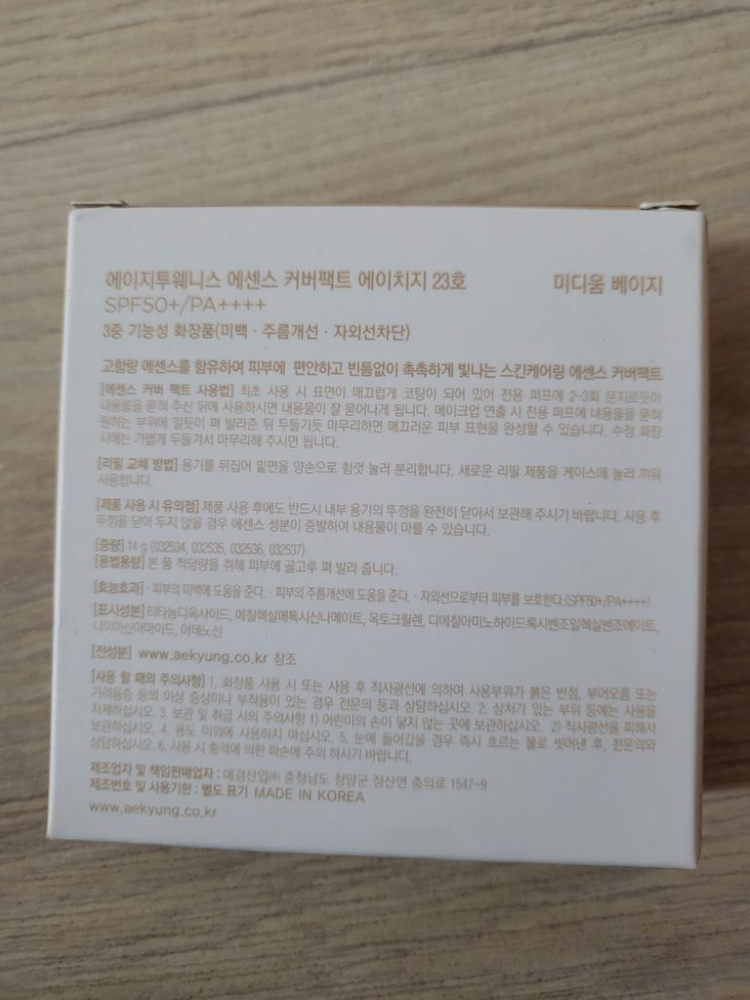 에이지투웨니스 에센스 커버팩트 에이치지 23호 미디움 베이지
SPF50+/PA++++
3중 기능성 화장품(미백 · 주름개선 · 자외선차단)
고함량 에센스를 함유하여 피부에 편안하고 빈틈없이 촉촉하게 빛나는 스킨케어링 에센스 커버팩트
[에센스 커버 팩트 사용법] 최초 사용 시 표면이 매끄럽게 코팅이 되어 있어 전용 퍼프에 2~3회 문지르듯이
내용물을 묻혀 주신 뒤에 사용하시면 내용물이 잘 묻어나게 됩니다. 메이크업 연출 시 전용 퍼프에 내용물을 묻혀
원하는 부위에 밀듯이 펴 발라준 뒤 두들기듯 마무리하면 매끄러운 피부 표현을 완성할 수 있습니다. 수정 화장
시에는 가볍게 두들겨서 마무리해 주시면 됩니다.
[리필 교체 방법] 용기를 뒤집어 밑면을 양손으로 힘껏 눌러 분리합니다. 새로운 리필 제품을 케이스에 눌러 끼워
사용합니다.
[제품 사용 시 유의점] 제품 사용 후에도 반드시 내부 용기의 뚜껑을 완전히 닫아서 보관해 주시기 바랍니다. 사용 후
뚜껑을 닫아 두지 않을 경우 에센스 성분이 증발하여 내용물이 마를 수 있습니다.
[중량] 14 g (032534, 032535, 032536, 032537)
[용법용량] 본 품 적당량을 취해 피부에 골고루 펴 발라 줍니다.
[효능효과] · 피부의 미백에 도움을 준다. · 피부의 주름개선에 도움을 준다. · 자외선으로부터 피부를 보호한다.(SPF50+/PA++++)
[표시성분] 티타늄디옥사이드, 에칠헥실메톡시신나메이트, 옥토크릴렌, 디에칠아미노하이드록시벤조일헥실벤조에이트,
나이아신아마이드, 아데노신
[전성분] www.aekyung.co.kr 참조
[사용 할 때의 주의사항] 1. 화장품 사용 시 또는 사용 후 직사광선에 의하여 사용부위가 붉은 반점, 부어오름 또는
가려움증 등의 이상 증상이나 부작용이 있는 경우 전문의 등과 상담하십시오. 2. 상처가 있는 부위 등에는 사용을
자제하십시오. 3. 보관 및 취급 시의 주의사항 1) 어린이의 손이 닿지 않는 곳에 보관하십시오. 2) 직사광선을 피해서
보관하십시오. 4. 용도 이외에 사용하지 마십시오. 5. 눈에 들어갔을 경우 즉시 흐르는 물로 씻어낸 후, 전문의와
상담하십시오. 6. 사용 시 충격에 의한 파손에 주의 하시기 바랍니다.
제조업자 및 책임판매업자 : 애경산업㈜ 충청남도 청양군 정산면 충의로 1547-9
제조번호 및 사용기한 : 별도 표기 MADE IN KOREA
www.aekyung.co.kr